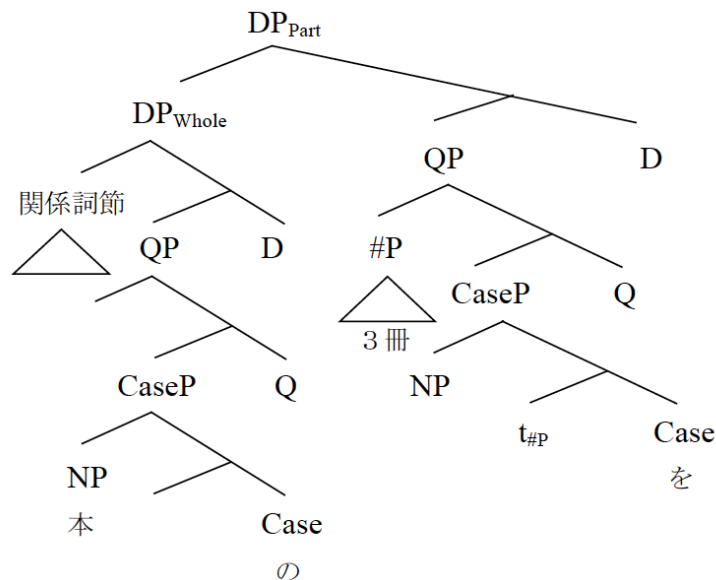 DPPart
DPWhole
QP D
関係詞節
QP D #P
CaseP Q
3冊
CaseP Q NP
t#P Case
NP を
本
Case
の